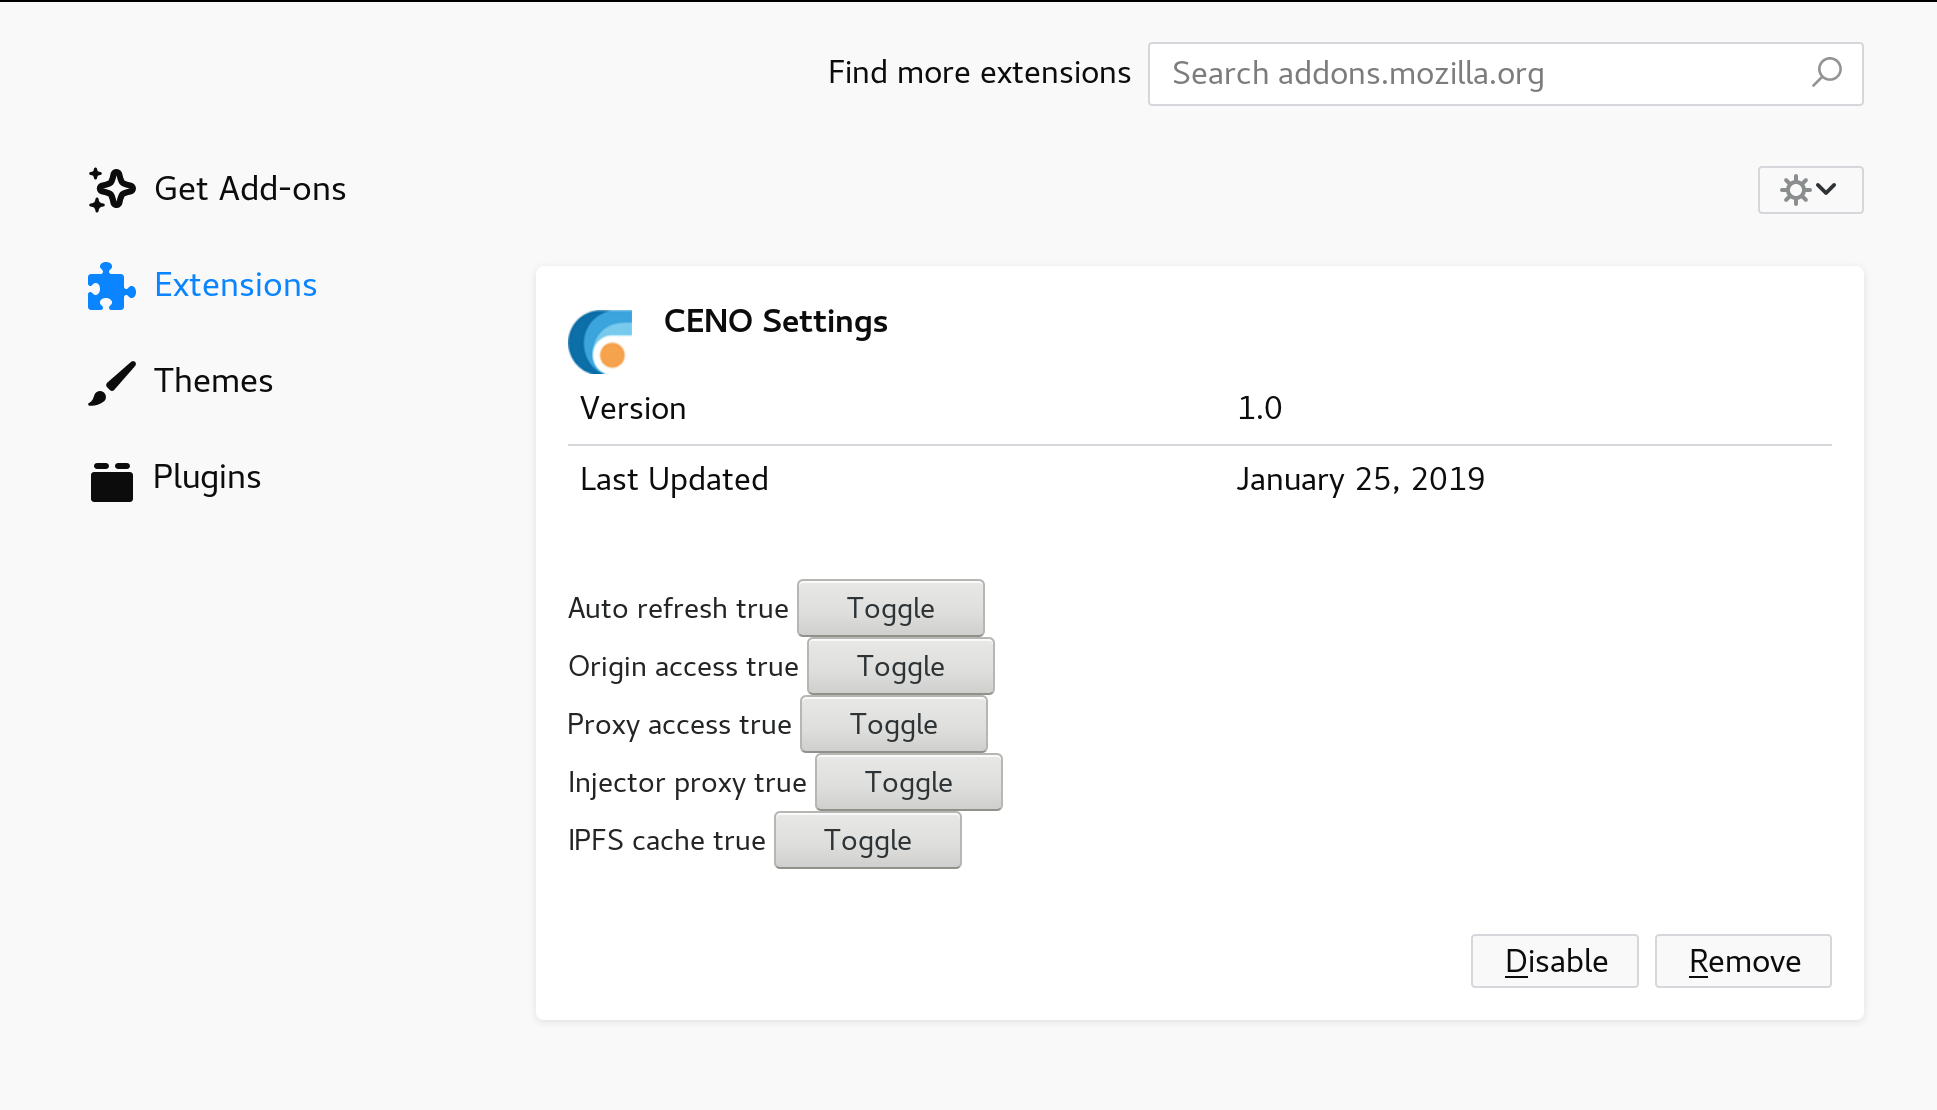 Find more extensions Search addons.mozilla.org
Get Add-ons
Extensions
Themes
Plugins
CENO Settings
Version 1.0
Last Updated January 25, 2019
Auto refresh true Toggle
Origin access true Toggle
Proxy access true Toggle
Injector proxy true Toggle
IPFS cache true Toggle
Disable Remove